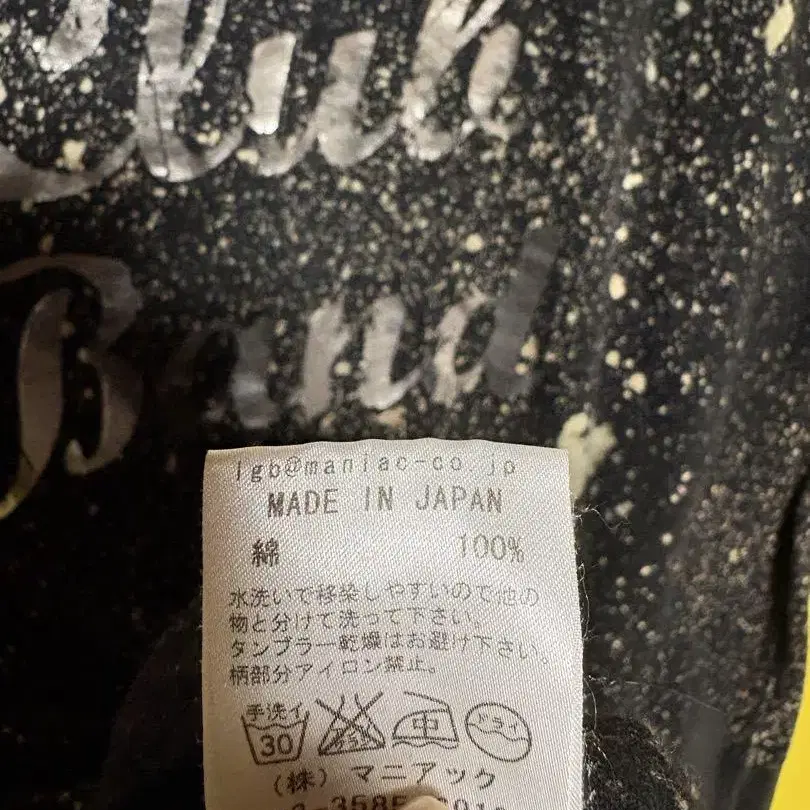 Club
Band
lgb@maniac-co.jp
MADE IN JAPAN
綿 100%
水洗いで移染しやすいので他の
物と分けて洗って下さい。
タンブラー乾燥はお避け下さい。
柄部分アイロン禁止。
手洗イ 30 中 ドライ
(株) マニアック